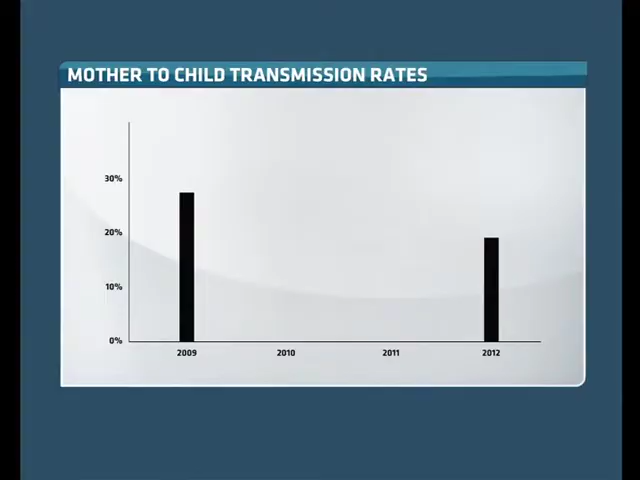 MOTHER TO CHILD TRANSMISSION RATES
30%
20%
10%
0%
2009 2010 2011 2012